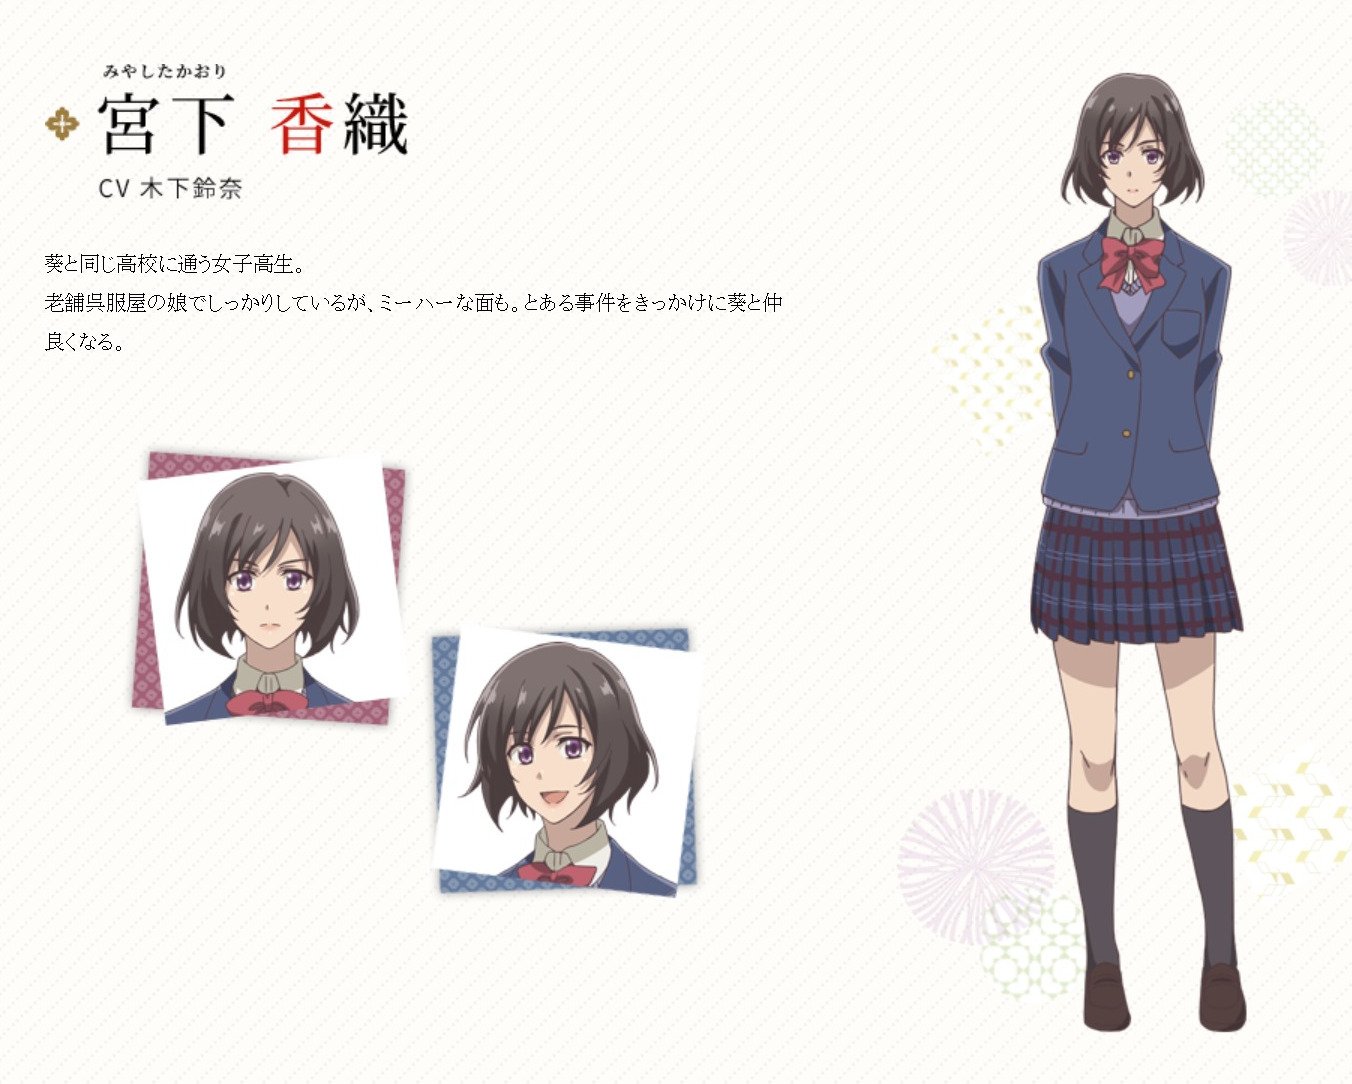 みやしたかおり
宮下 香織
CV 木下鈴奈
葵と同じ高校に通う女子高生。
老舗呉服屋の娘でしっかりしているが、ミーハーな面も。とある事件をきっかけに葵と仲
良くなる。